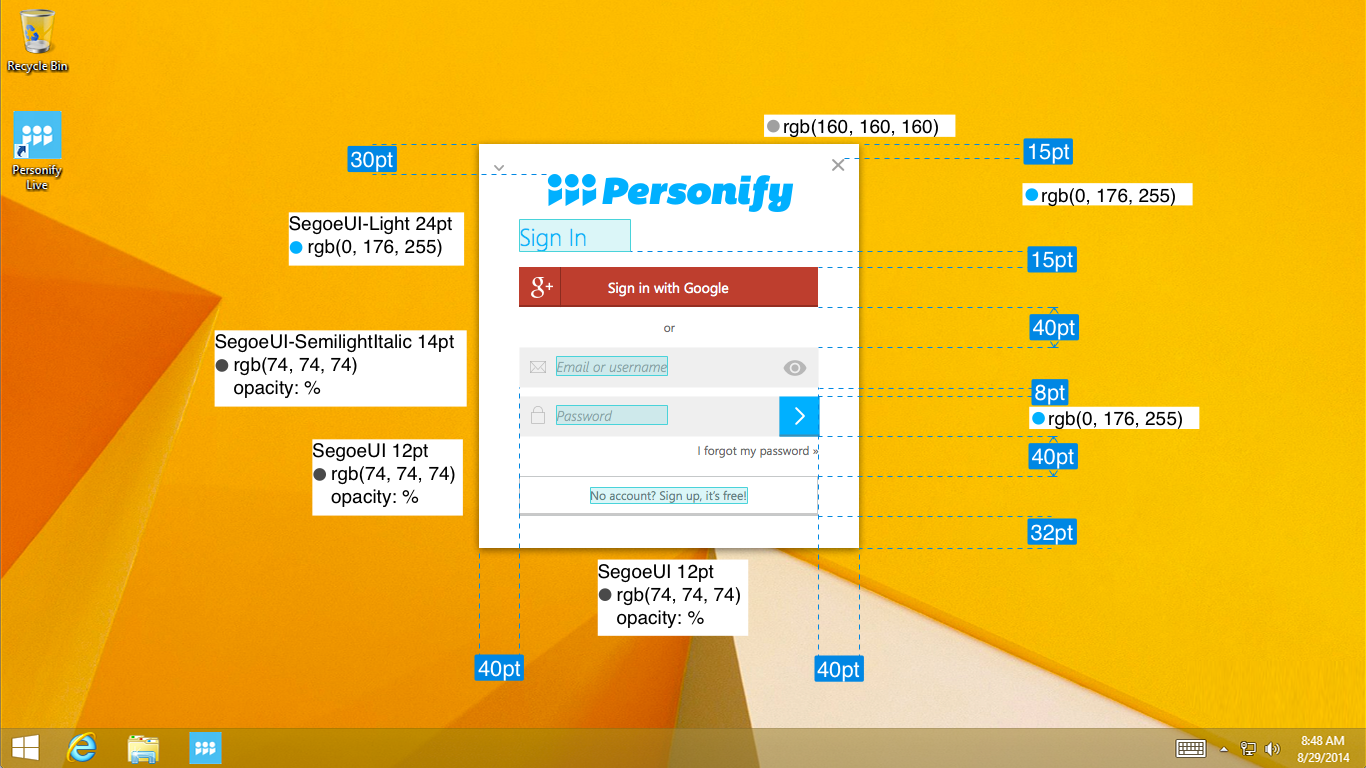 Recycle Bin
Personify
Live
rgb(160, 160, 160)
30pt
15pt
Personify
rgb(0, 176, 255)
SegoeUI-Light 24pt
rgb(0, 176, 255)
Sign In
15pt
g+ Sign in with Google
40pt
or
SegoeUI-SemilightItalic 14pt
rgb(74, 74, 74)
opacity: %
Email or username
8pt
Password
rgb(0, 176, 255)
I forgot my password »
40pt
SegoeUI 12pt
rgb(74, 74, 74)
opacity: %
No account? Sign up, it's free!
32pt
SegoeUI 12pt
rgb(74, 74, 74)
opacity: %
40pt
40pt
8:48 AM
8/29/2014